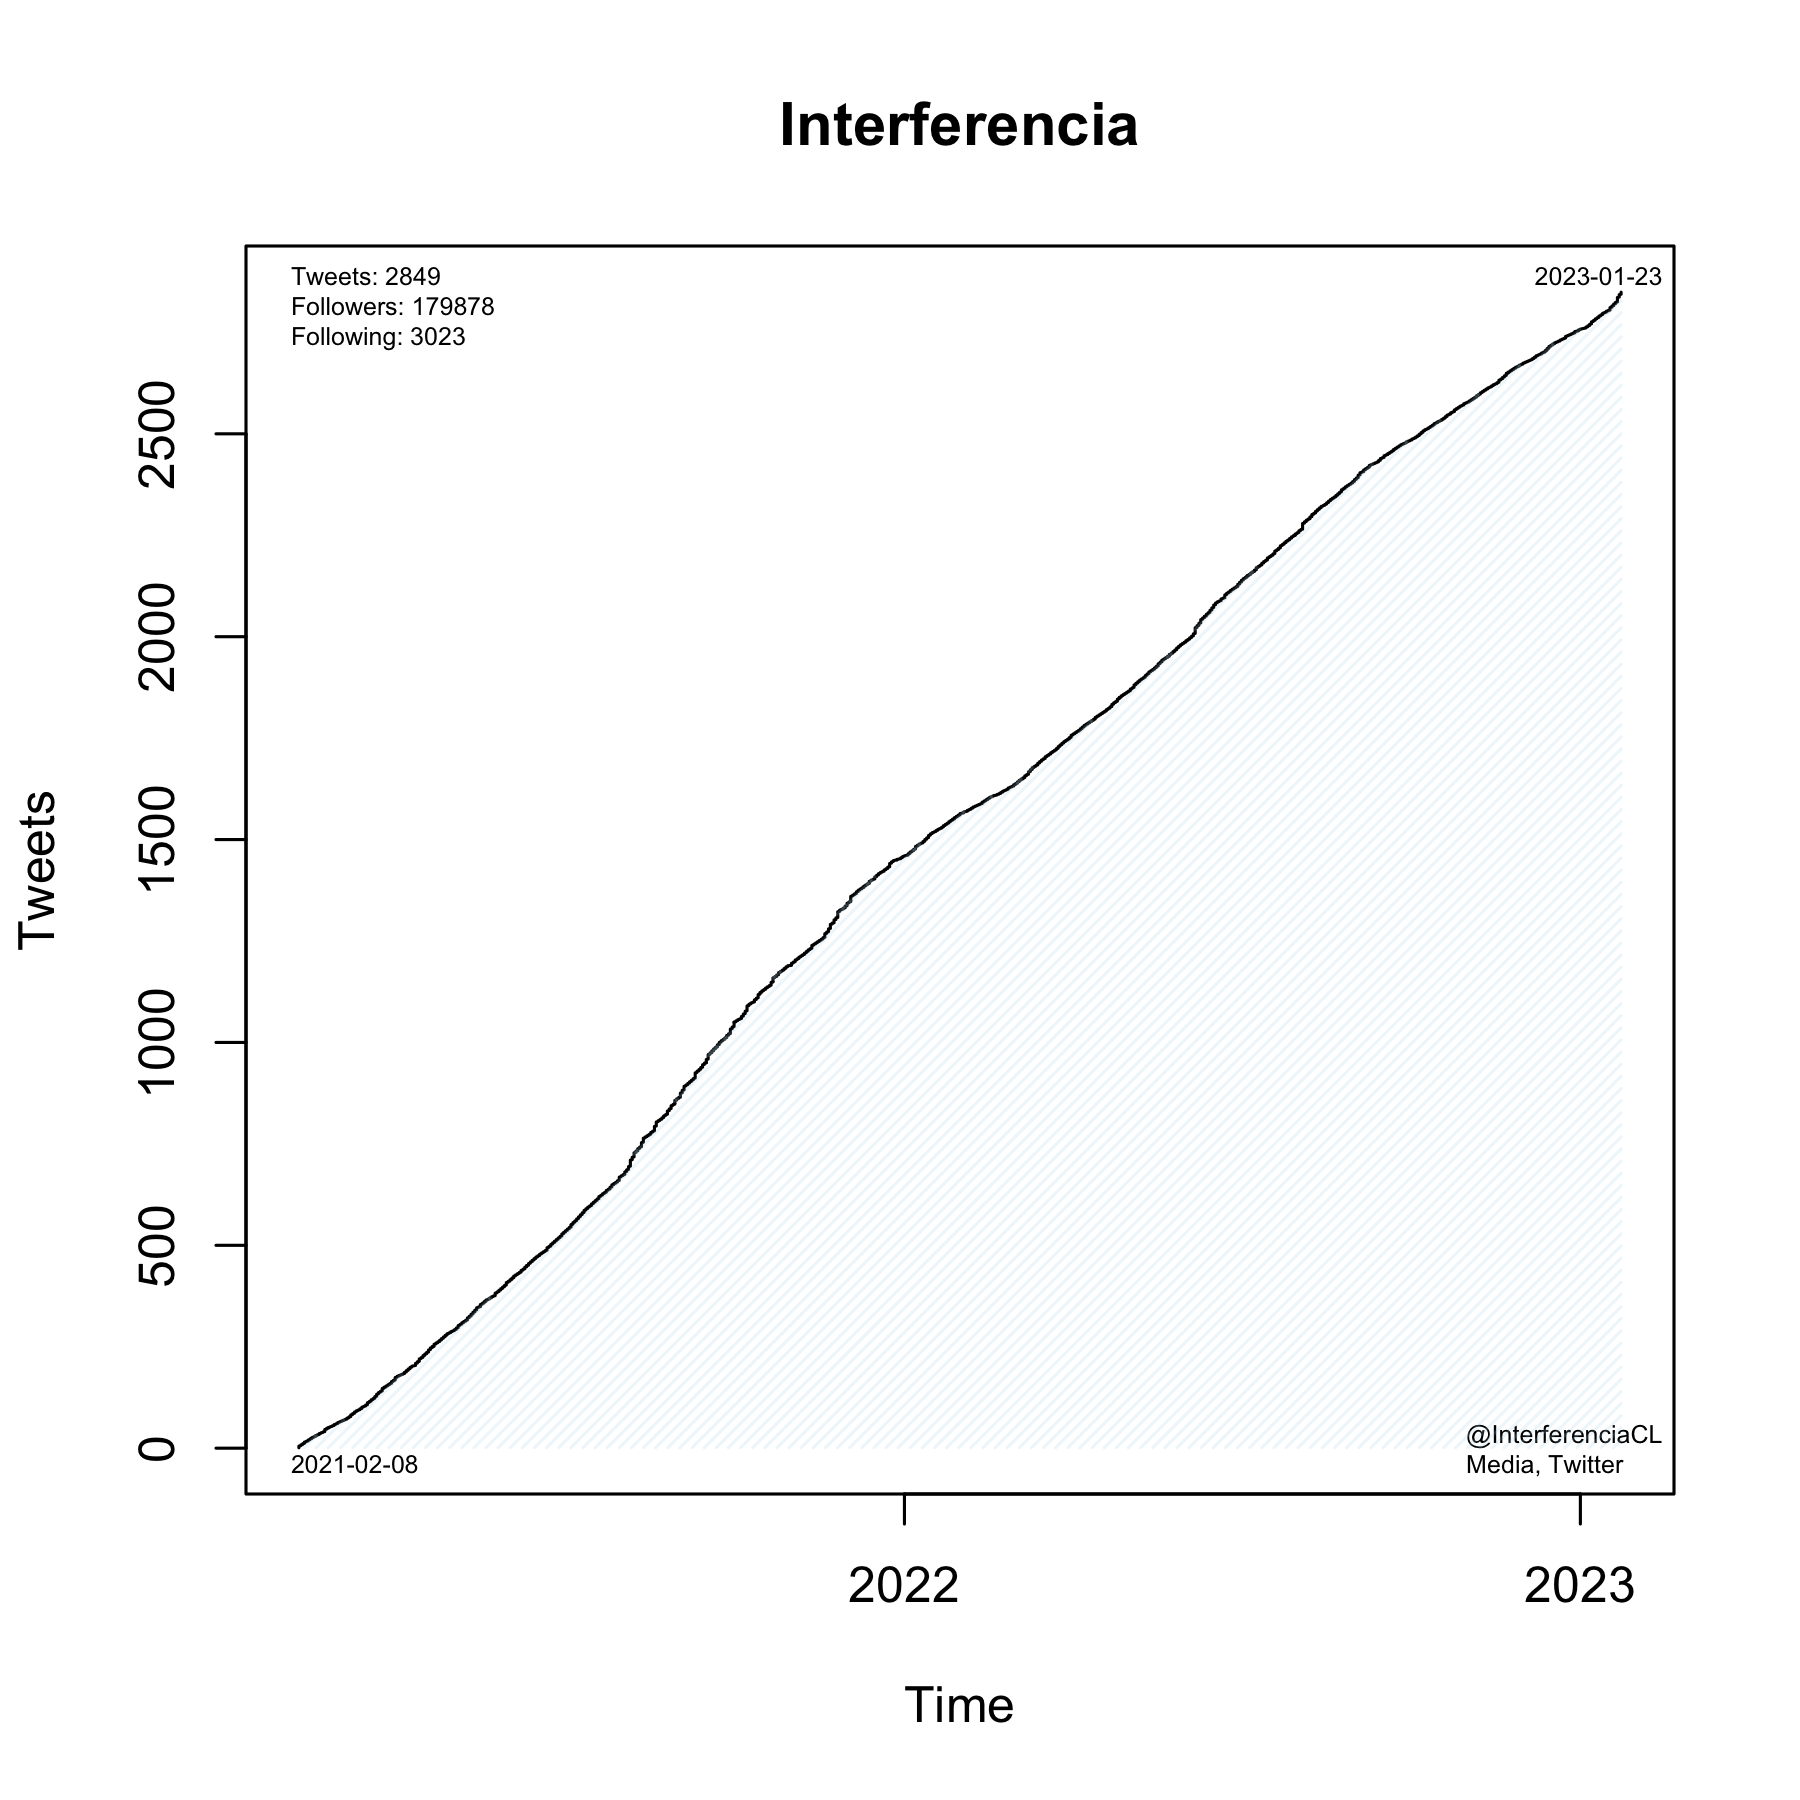 Interferencia
Tweets: 2849
Followers: 179878
Following: 3023
2023-01-23
2500
2000
1500
1000
500
0
Tweets
2021-02-08
@InterferenciaCL
Media, Twitter
2022
2023
Time